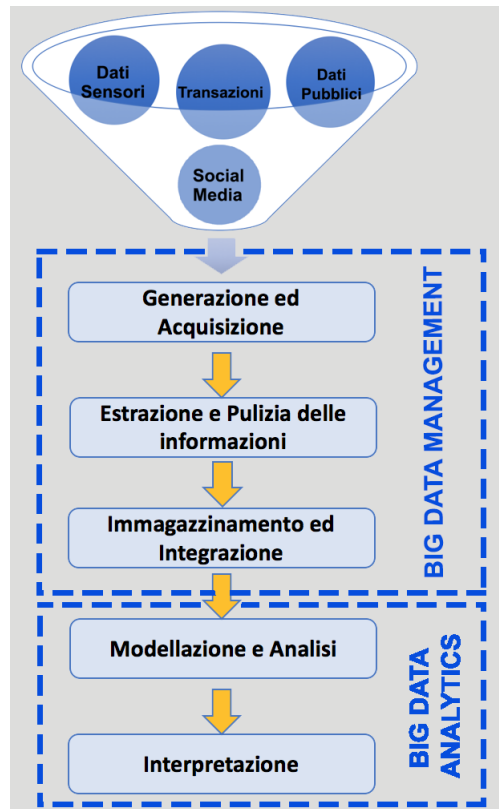 Dati
Sensori
Transazioni
Dati
Pubblici
Social
Media
Generazione ed
Acquisizione
Estrazione e Pulizia delle
informazioni
Immagazzinamento ed
Integrazione
BIG DATA MANAGEMENT
Modellazione e Analisi
Interpretazione
BIG DATA
ANALYTICS